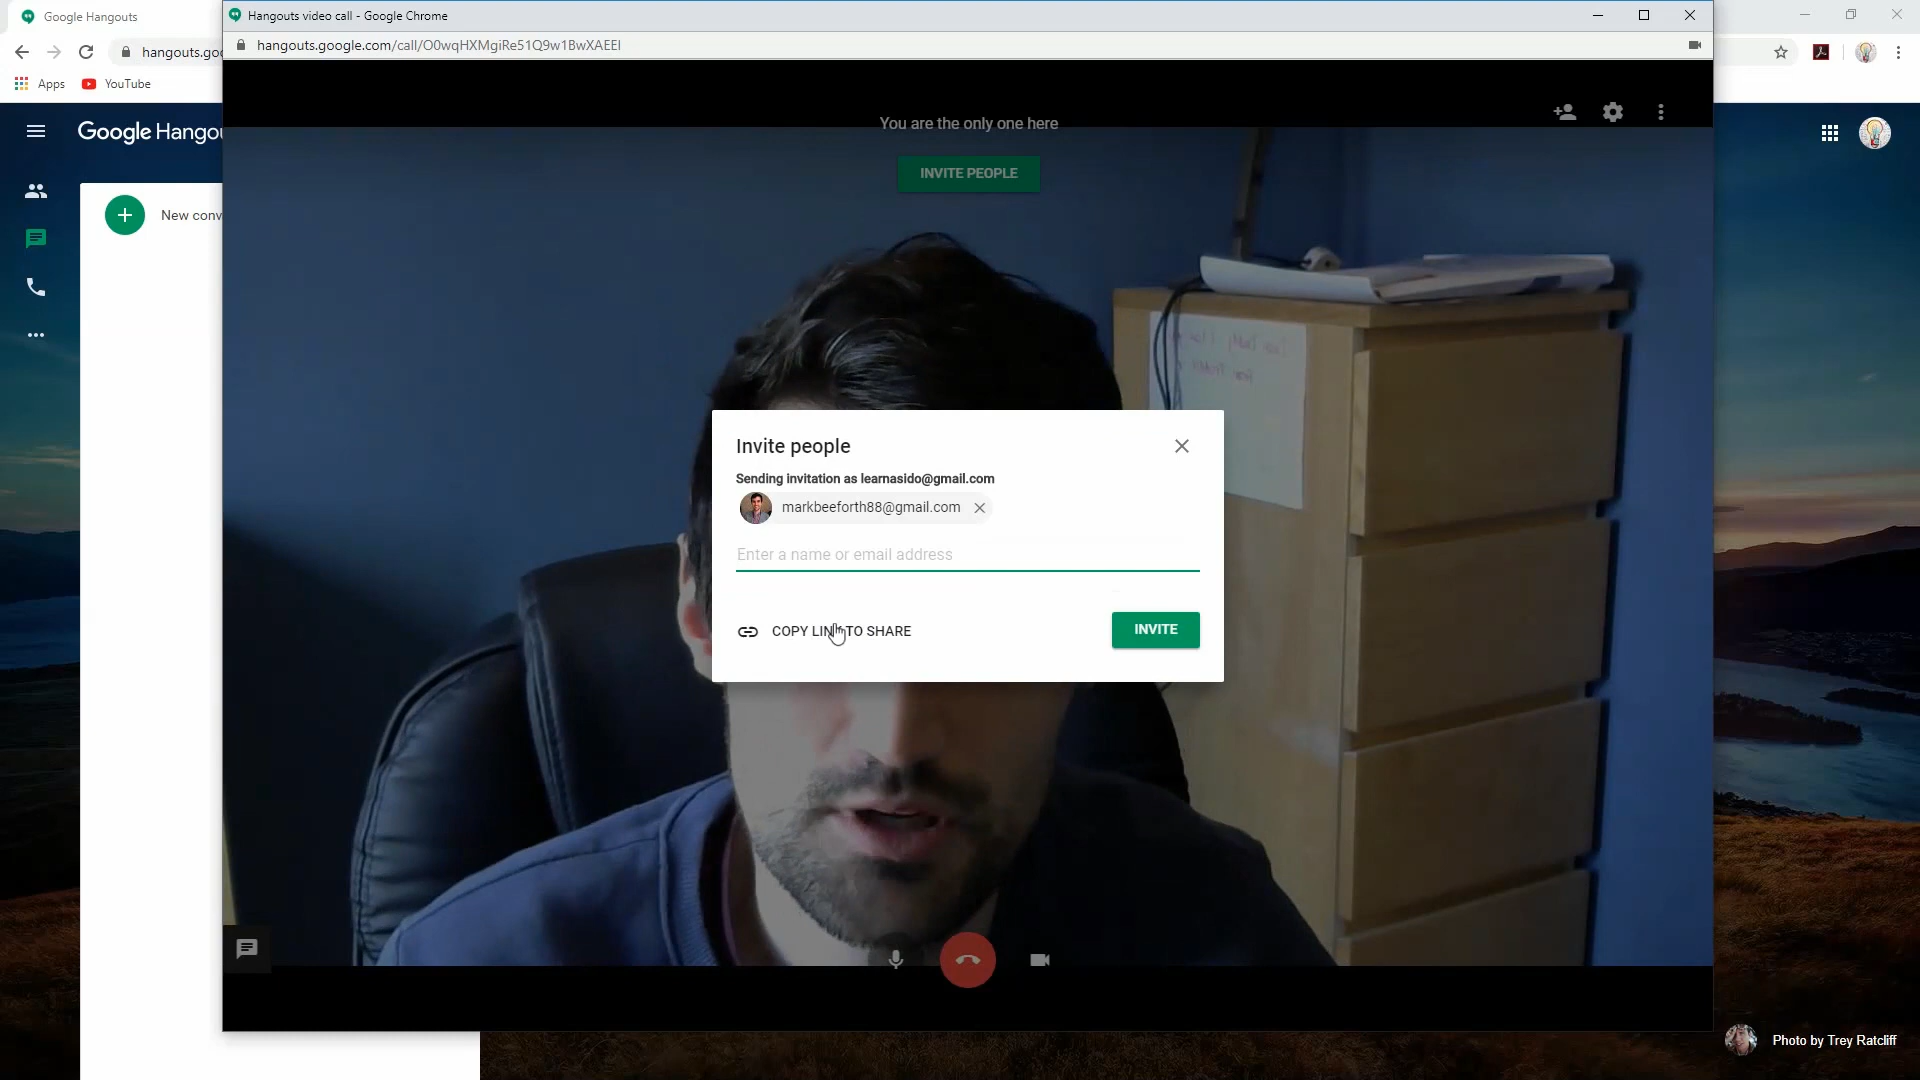 Google Hangouts
Hangouts video call - Google Chrome
hangouts.goo
hangouts.google.com/call/O0wqHXMgiRe51Q9w1BwXAEEI
Apps
YouTube
Google Hangou
You are the only one here
INVITE PEOPLE
New conv
Invite people
Sending invitation as learnasido@gmail.com
markbeeforth88@gmail.com
Enter a name or email address
COPY LINK TO SHARE
INVITE
Photo by Trey Ratcliff